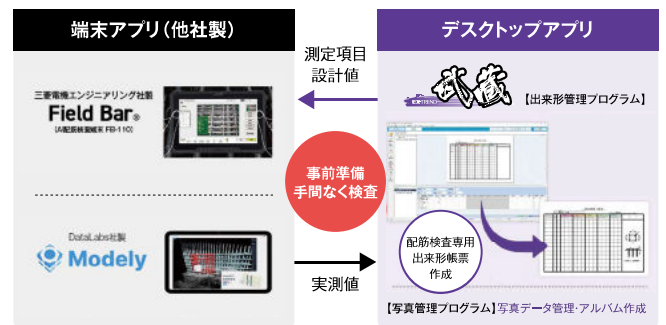 端末アプリ（他社製）
三菱電機エンジニアリング社製
Field Bar®
（AI配筋検査端末 FB-110）
DataLabs社製
Modely
測定項目
設計値
事前準備
手間なく検査
実測値
デスクトップアプリ
武蔵
【出来形管理プログラム】
配筋検査専用
出来形帳票
作成
【写真管理プログラム】写真データ管理・アルバム作成